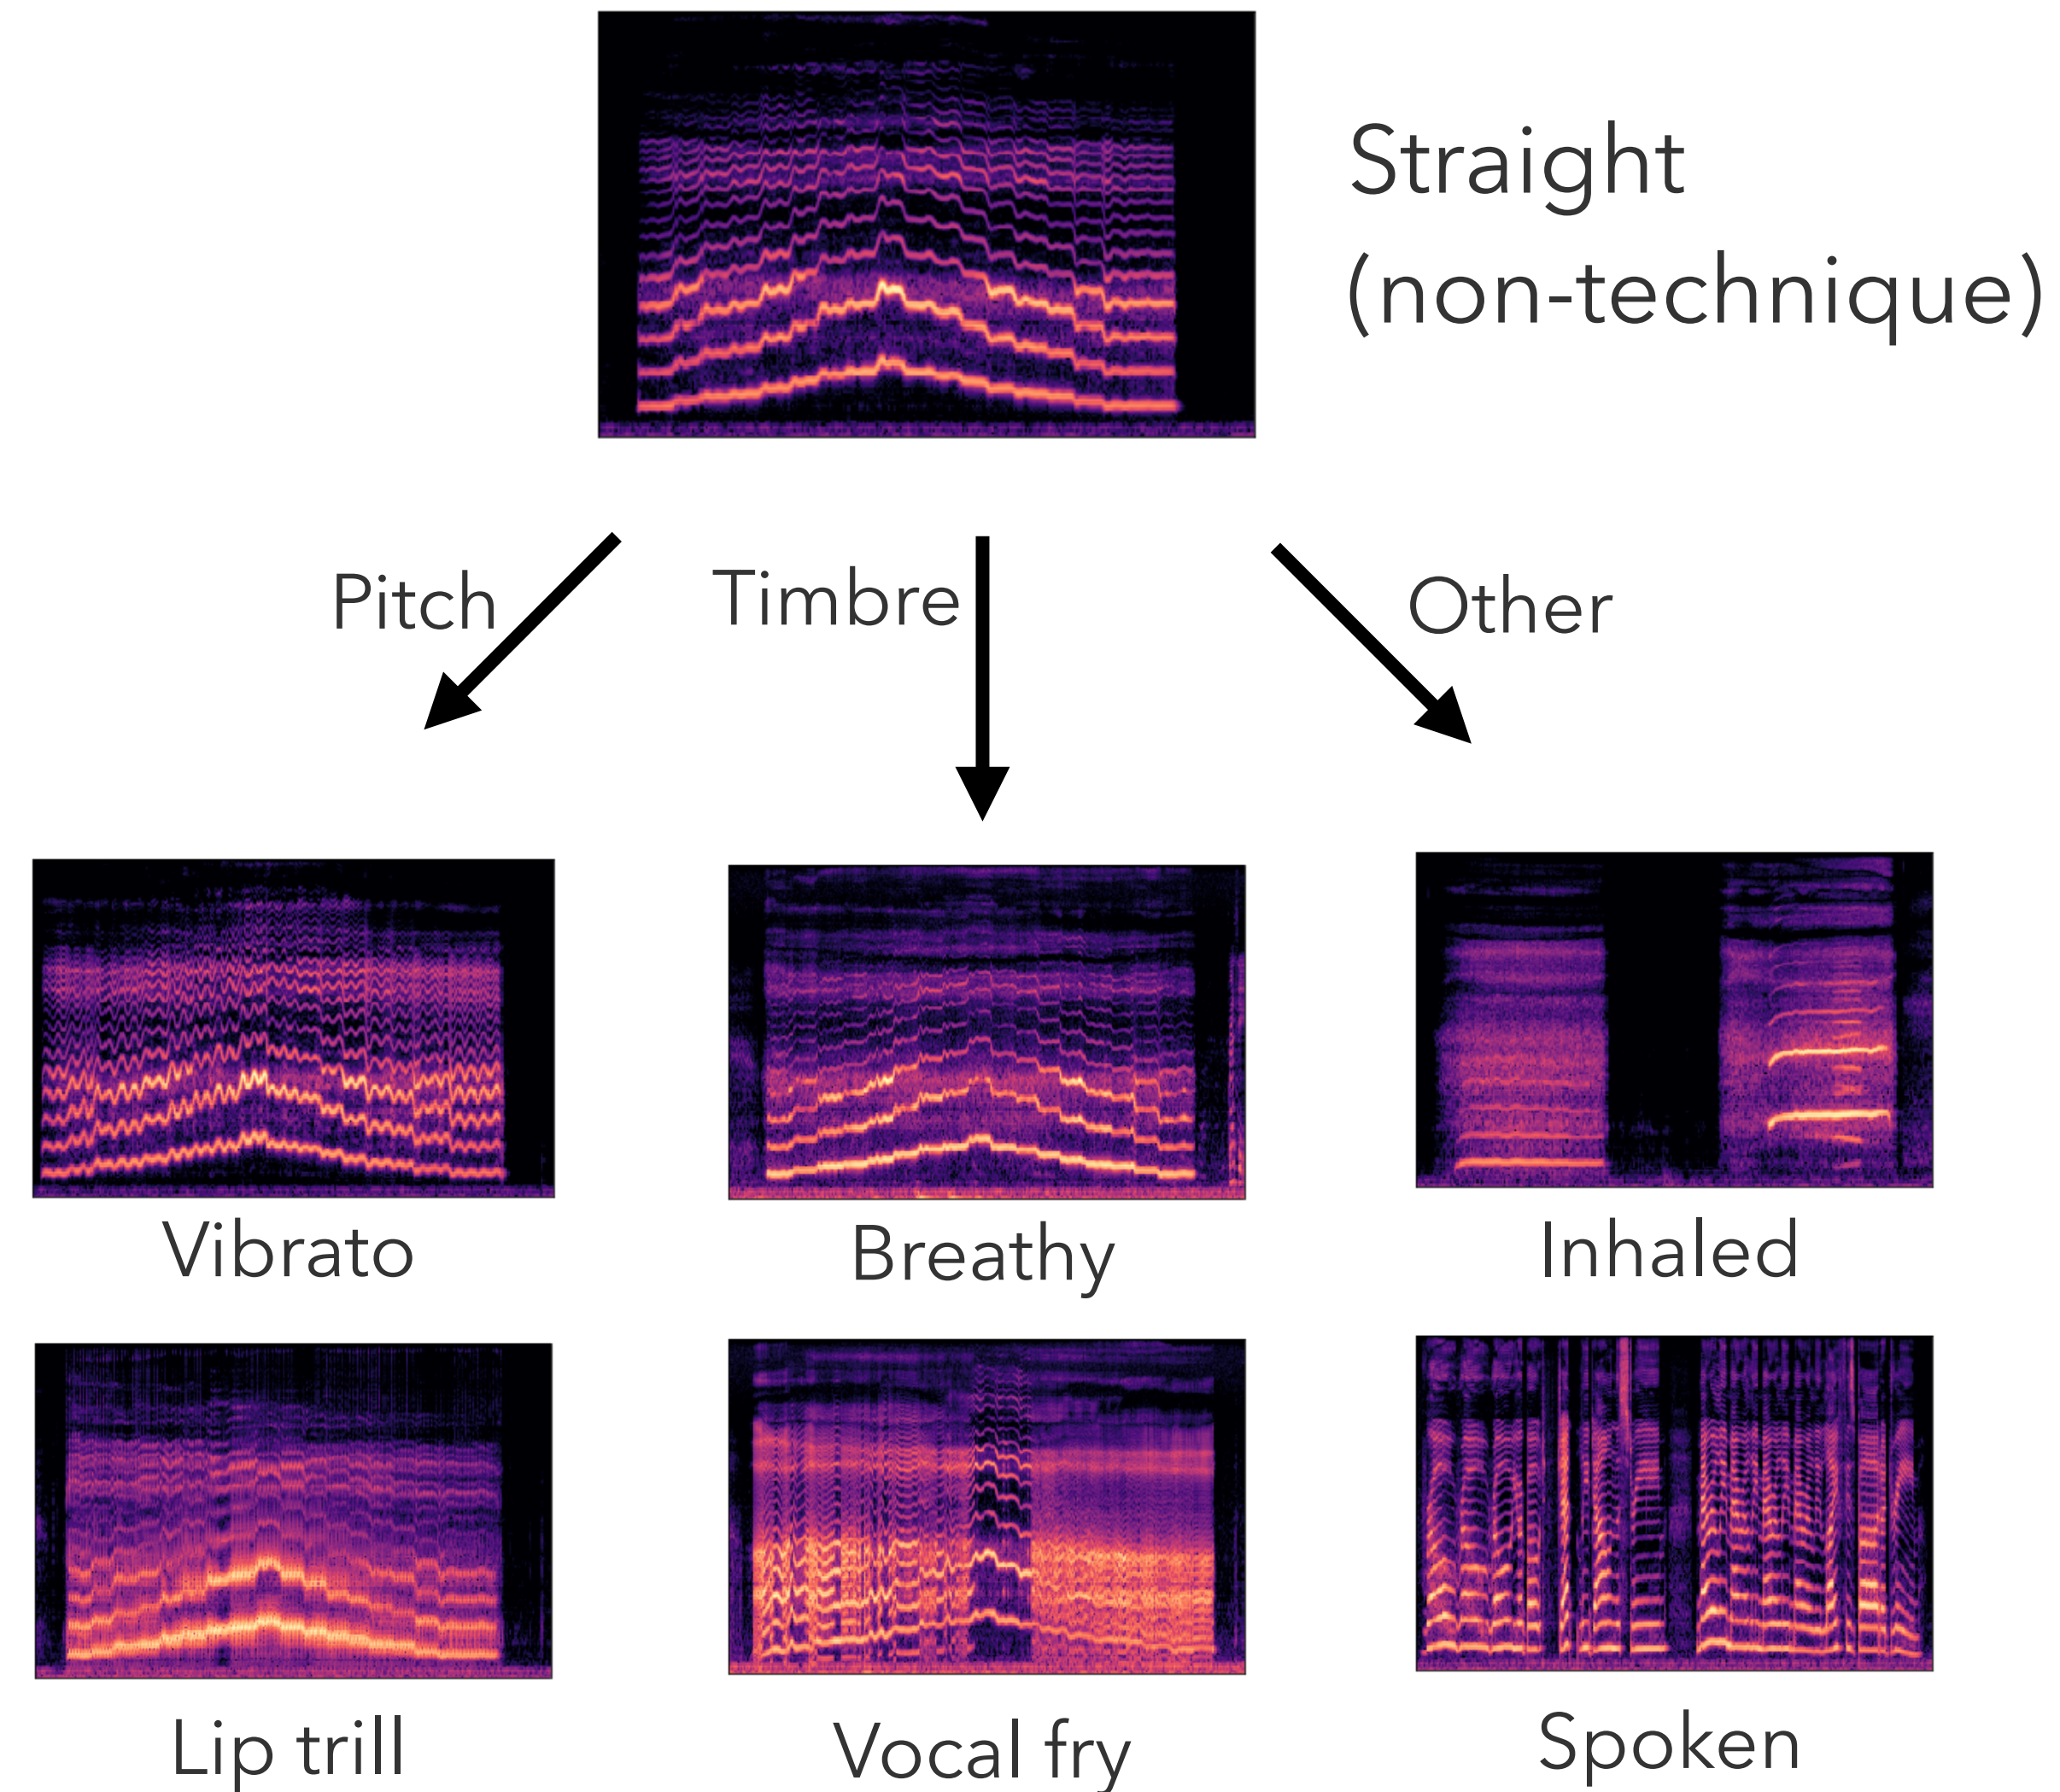 Straight
(non-technique)
Pitch
Timbre
Other
Vibrato
Breathy
Inhaled
Lip trill
Vocal fry
Spoken